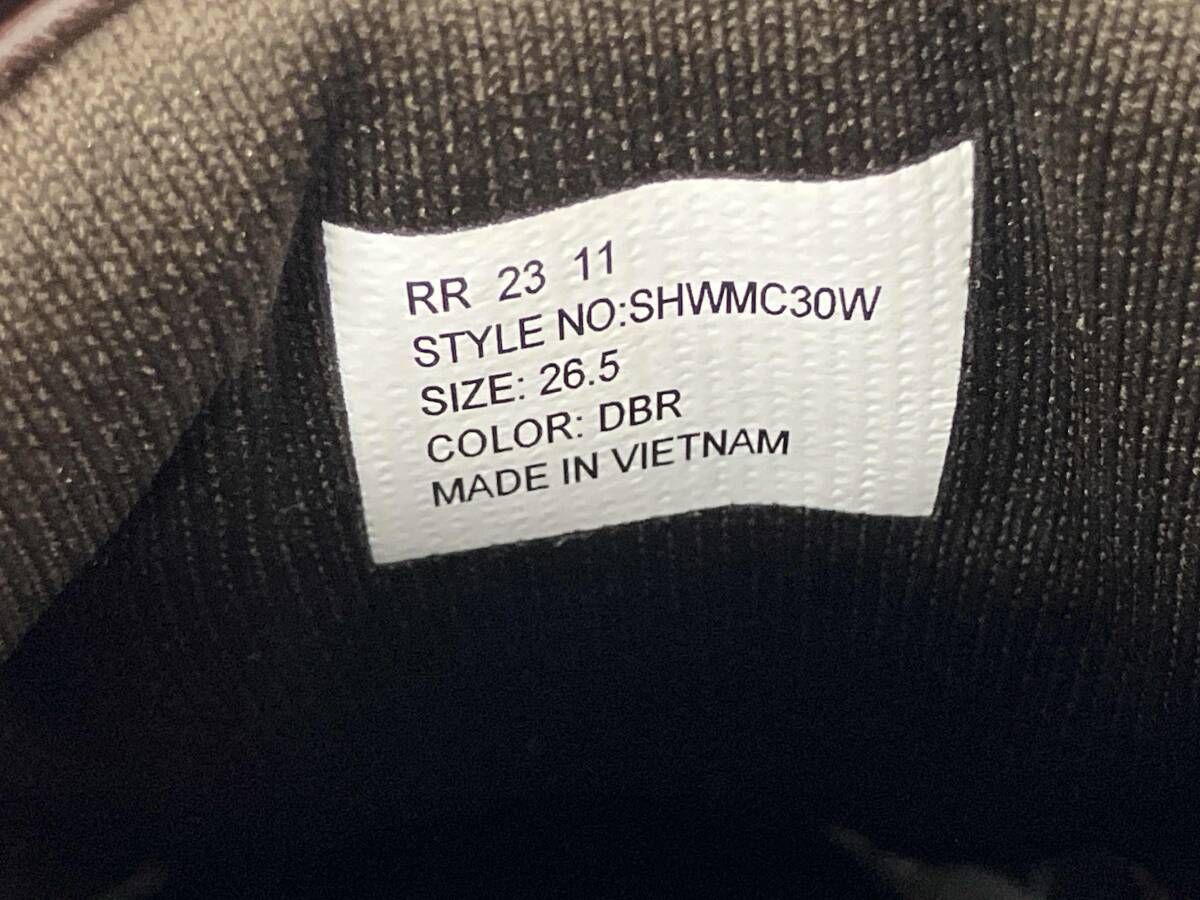 RR 23 11
STYLE NO:SHWMC30W
SIZE: 26.5
COLOR: DBR
MADE IN VIETNAM